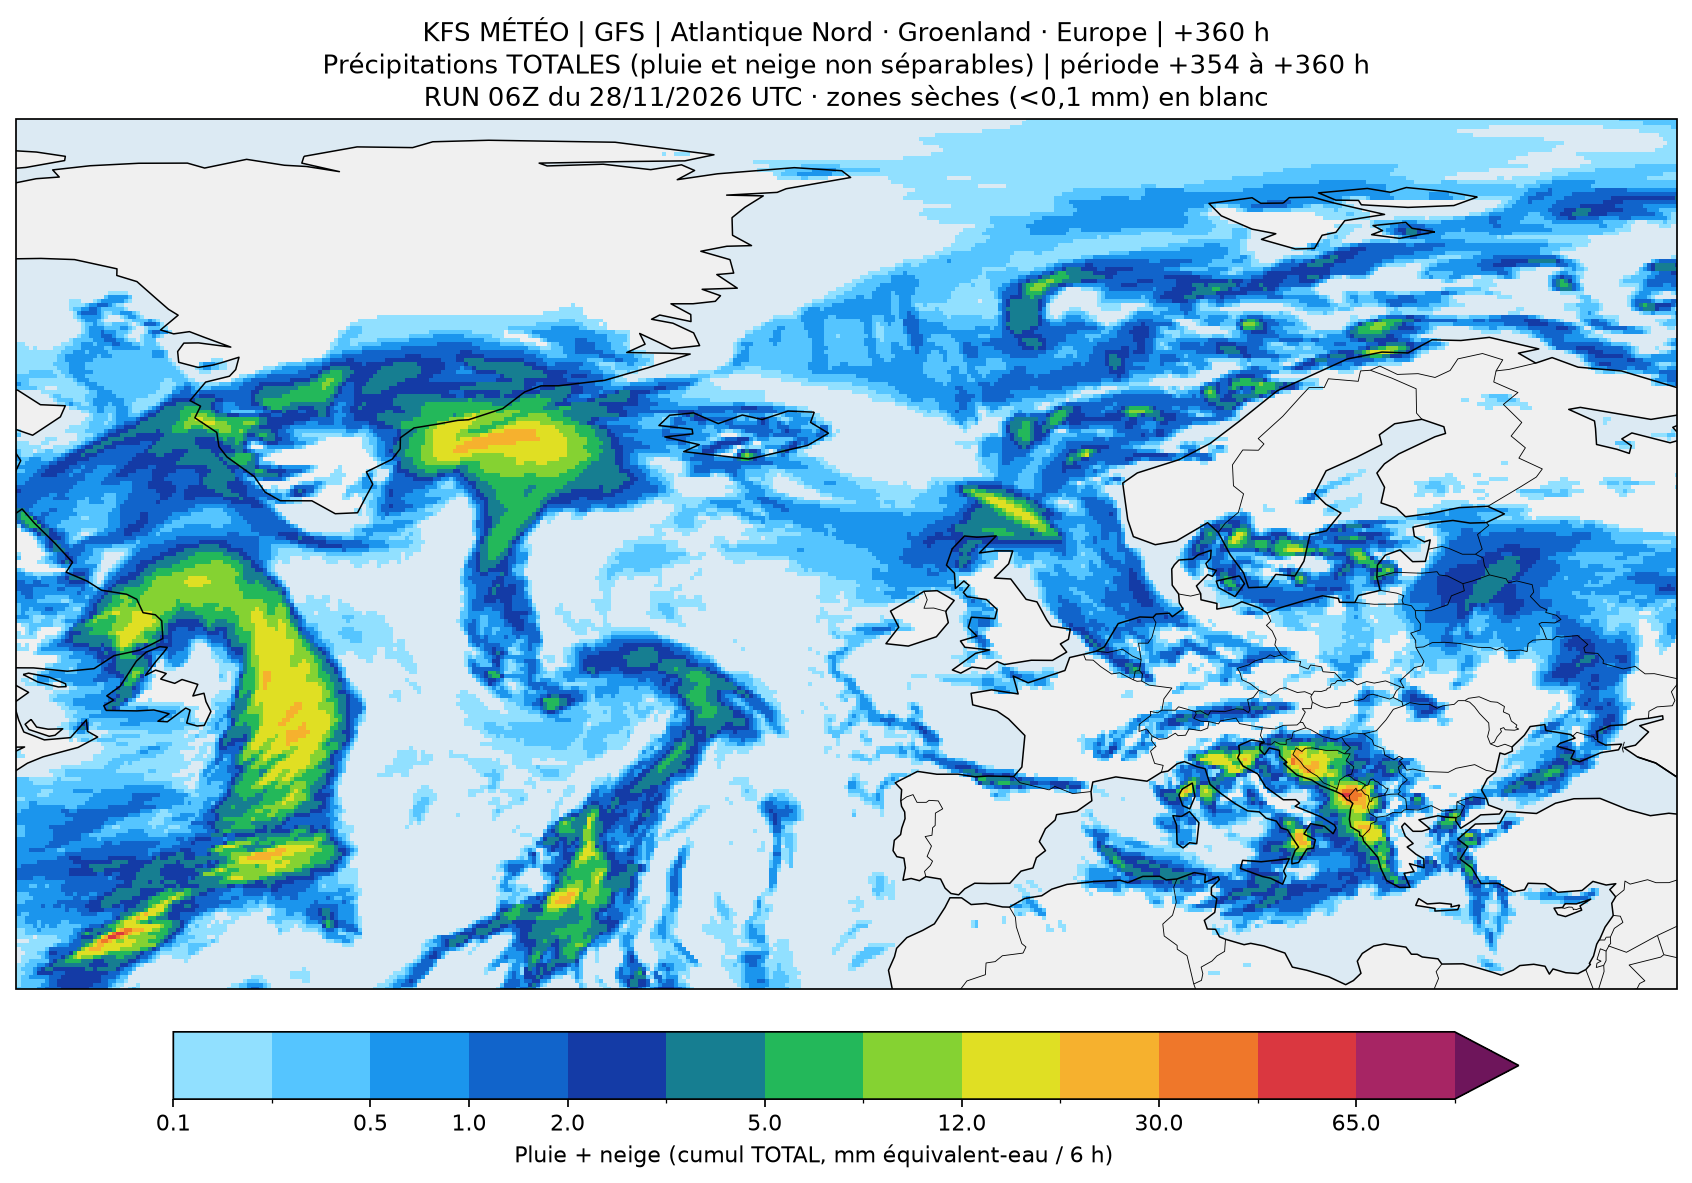 KFS MÉTÉO | GFS | Atlantique Nord · Groenland · Europe | +360 h
Précipitations TOTALES (pluie et neige non séparables) | période +354 à +360 h
RUN 06Z du 28/11/2026 UTC · zones sèches (<0,1 mm) en blanc
0.1 0.5 1.0 2.0 5.0 12.0 30.0 65.0
Pluie + neige (cumul TOTAL, mm équivalent-eau / 6 h)